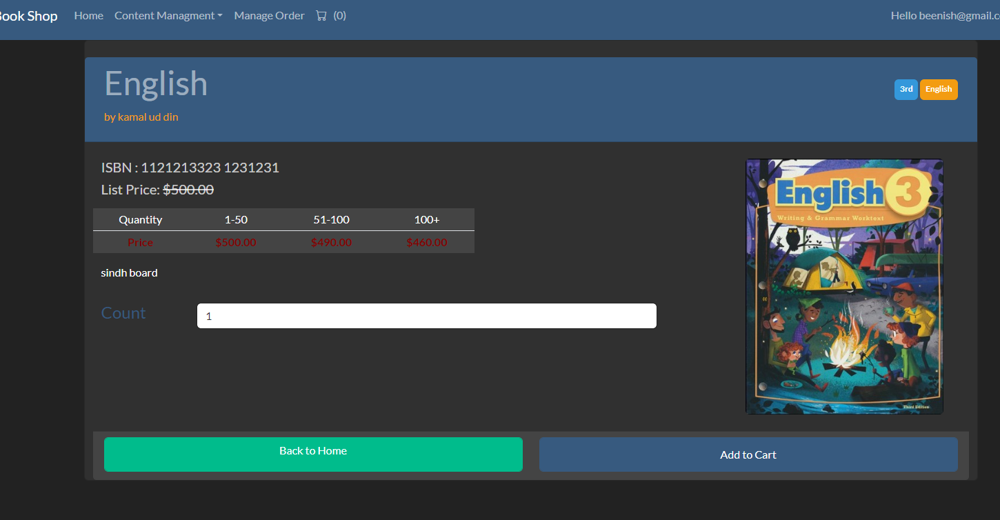 Book Shop Home Content Managment Manage Order (0) Hello beenish@gmail.c
English
3rd English
by kamal ud din
ISBN : 1121213323 1231231
List Price: $500.00
Quantity 1-50 51-100 100+
Price $500.00 $490.00 $460.00
sindh board
Count 1
English 3
Writing & Grammar Worktext
Third Edition
Back to Home Add to Cart